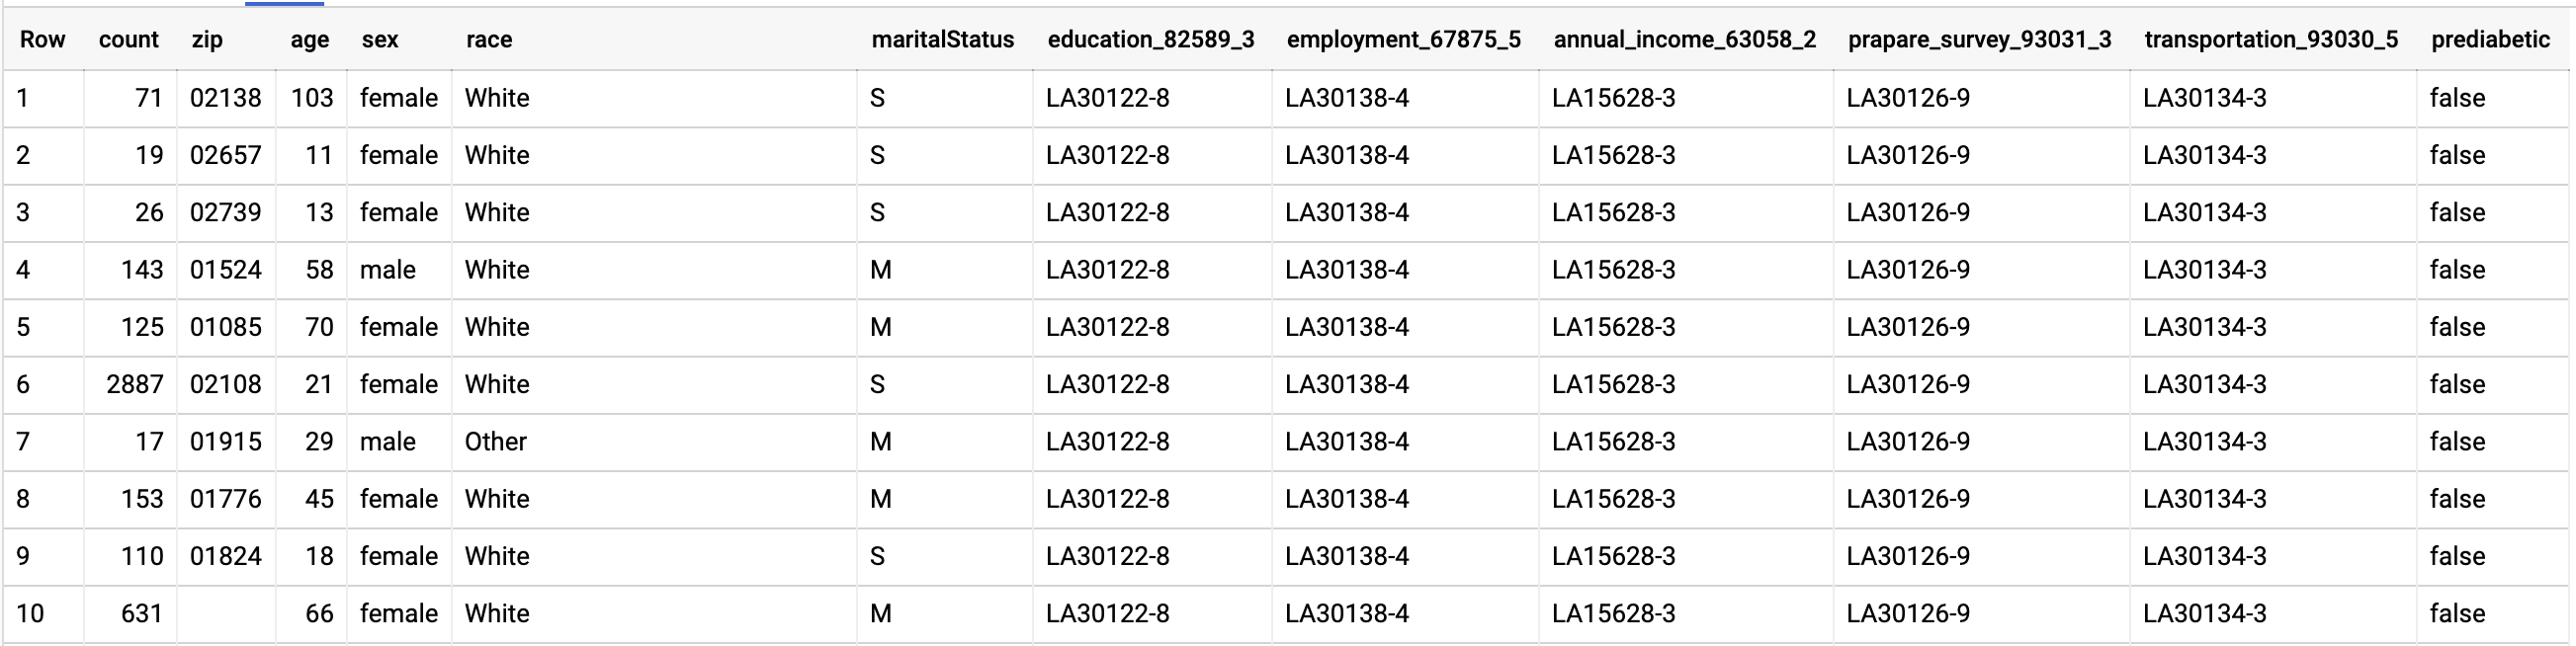 Row count zip age sex race maritalStatus education_82589_3 employment_67875_5 annual_income_63058_2 prapare_survey_93031_3 transportation_93030_5 prediabetic
1 71 02138 103 female White S LA30122-8 LA30138-4 LA15628-3 LA30126-9 LA30134-3 false
2 19 02657 11 female White S LA30122-8 LA30138-4 LA15628-3 LA30126-9 LA30134-3 false
3 26 02739 13 female White S LA30122-8 LA30138-4 LA15628-3 LA30126-9 LA30134-3 false
4 143 01524 58 male White M LA30122-8 LA30138-4 LA15628-3 LA30126-9 LA30134-3 false
5 125 01085 70 female White M LA30122-8 LA30138-4 LA15628-3 LA30126-9 LA30134-3 false
6 2887 02108 21 female White S LA30122-8 LA30138-4 LA15628-3 LA30126-9 LA30134-3 false
7 17 01915 29 male Other M LA30122-8 LA30138-4 LA15628-3 LA30126-9 LA30134-3 false
8 153 01776 45 female White M LA30122-8 LA30138-4 LA15628-3 LA30126-9 LA30134-3 false
9 110 01824 18 female White S LA30122-8 LA30138-4 LA15628-3 LA30126-9 LA30134-3 false
10 631 66 female White M LA30122-8 LA30138-4 LA15628-3 LA30126-9 LA30134-3 false